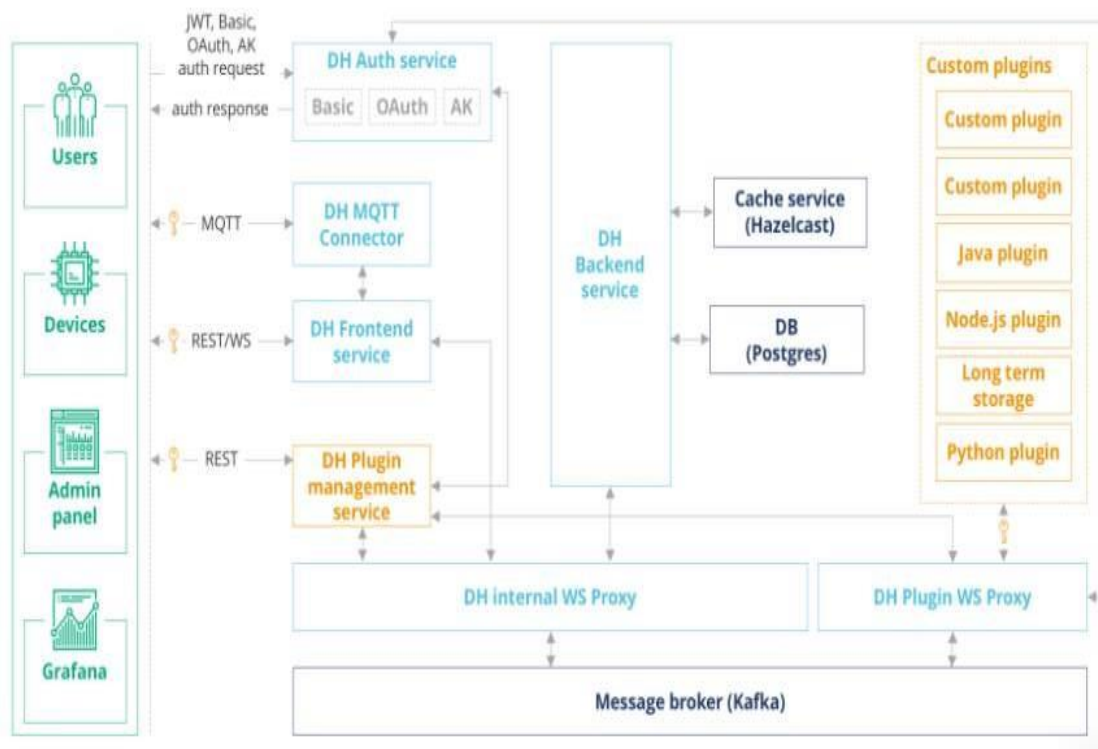 JWT, Basic,
OAuth, AK
auth request
auth response
Users
Devices
Admin
panel
Grafana
MQTT
REST/WS
REST
DH Auth service
Basic
OAuth
AK
DH MQTT
Connector
DH Frontend
service
DH Plugin
management
service
DH
Backend
service
Cache service
(Hazelcast)
DB
(Postgres)
Custom plugins
Custom plugin
Custom plugin
Java plugin
Node.js plugin
Long term
storage
Python plugin
DH internal WS Proxy
DH Plugin WS Proxy
Message broker (Kafka)